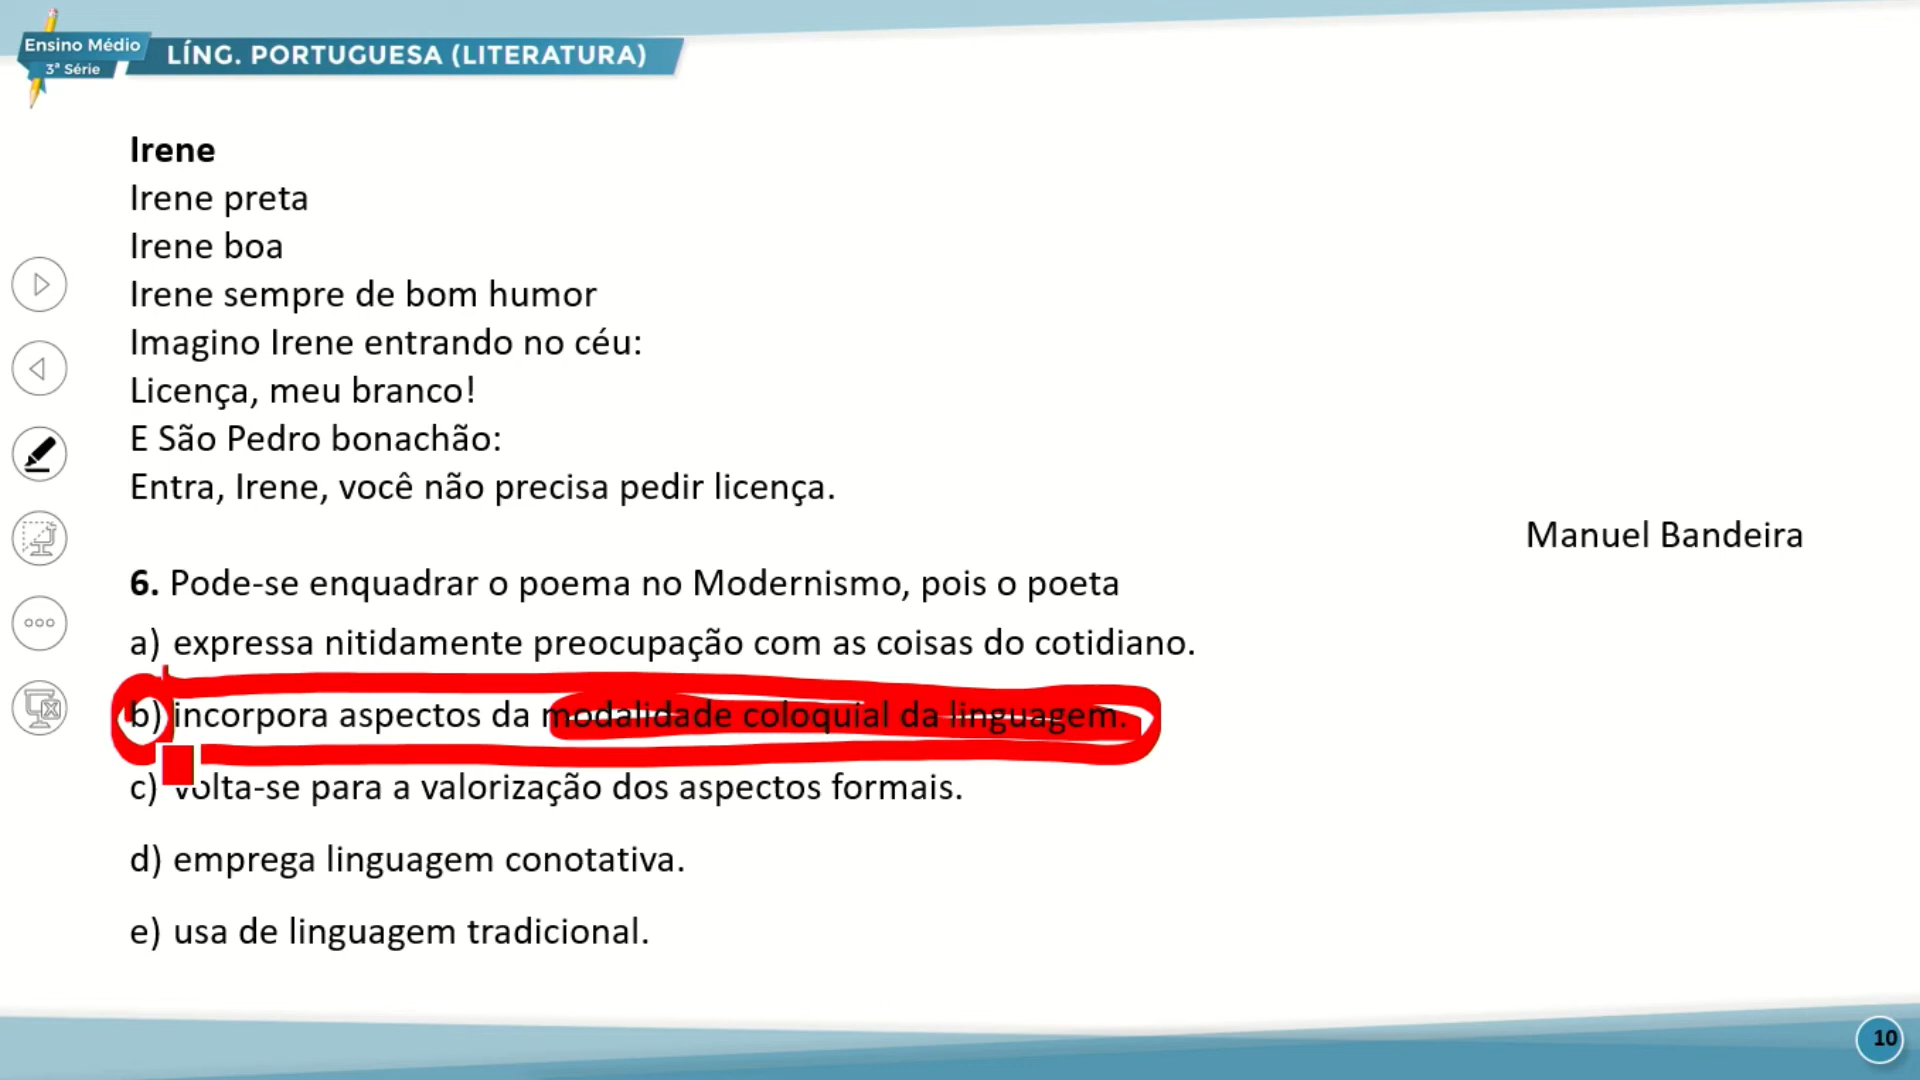 Ensino Médio
3ª Série
LÍNG. PORTUGUESA (LITERATURA)
Irene
Irene preta
Irene boa
Irene sempre de bom humor
Imagino Irene entrando no céu:
Licença, meu branco!
E São Pedro bonachão:
Entra, Irene, você não precisa pedir licença.
Manuel Bandeira
6. Pode-se enquadrar o poema no Modernismo, pois o poeta
a) expressa nitidamente preocupação com as coisas do cotidiano.
b) incorpora aspectos da modalidade coloquial da linguagem.
c) volta-se para a valorização dos aspectos formais.
d) emprega linguagem conotativa.
e) usa de linguagem tradicional.
10